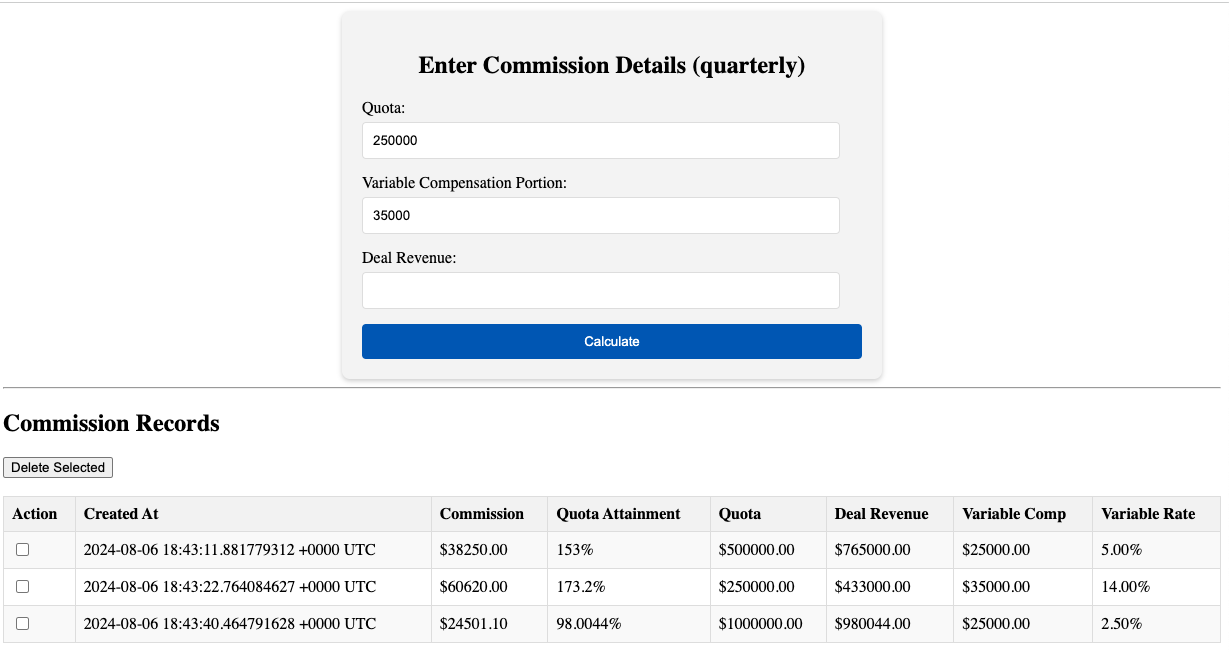 Enter Commission Details (quarterly)
Quota:
250000
Variable Compensation Portion:
35000
Deal Revenue:
Calculate
Commission Records
Delete Selected
Action Created At Commission Quota Attainment Quota Deal Revenue Variable Comp Variable Rate
2024-08-06 18:43:11.881779312 +0000 UTC $38250.00 153% $500000.00 $765000.00 $25000.00 5.00%
2024-08-06 18:43:22.764084627 +0000 UTC $60620.00 173.2% $250000.00 $433000.00 $35000.00 14.00%
2024-08-06 18:43:40.464791628 +0000 UTC $24501.10 98.0044% $1000000.00 $980044.00 $25000.00 2.50%